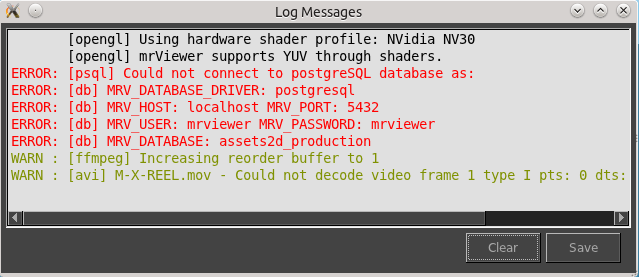 Log Messages
[opengl] Using hardware shader profile: NVidia NV30
[opengl] mrViewer supports YUV through shaders.
ERROR: [psql] Could not connect to postgreSQL database as:
ERROR: [db] MRV_DATABASE_DRIVER: postgresql
ERROR: [db] MRV_HOST: localhost MRV_PORT: 5432
ERROR: [db] MRV_USER: mrviewer MRV_PASSWORD: mrviewer
ERROR: [db] MRV_DATABASE: assets2d_production
WARN : [ffmpeg] Increasing reorder buffer to 1
WARN : [avi] M-X-REEL.mov - Could not decode video frame 1 type I pts: 0 dts:
Clear Save